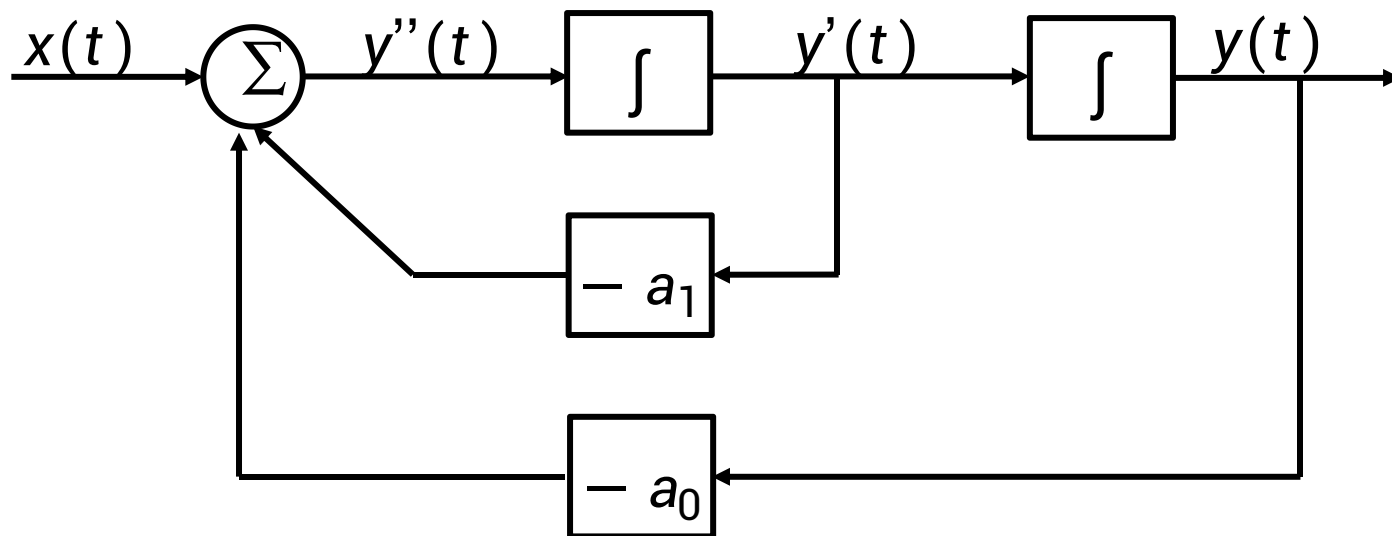 x(t) Σ y’’(t) ∫ y’(t) ∫ y(t)
– a₁
– a₀